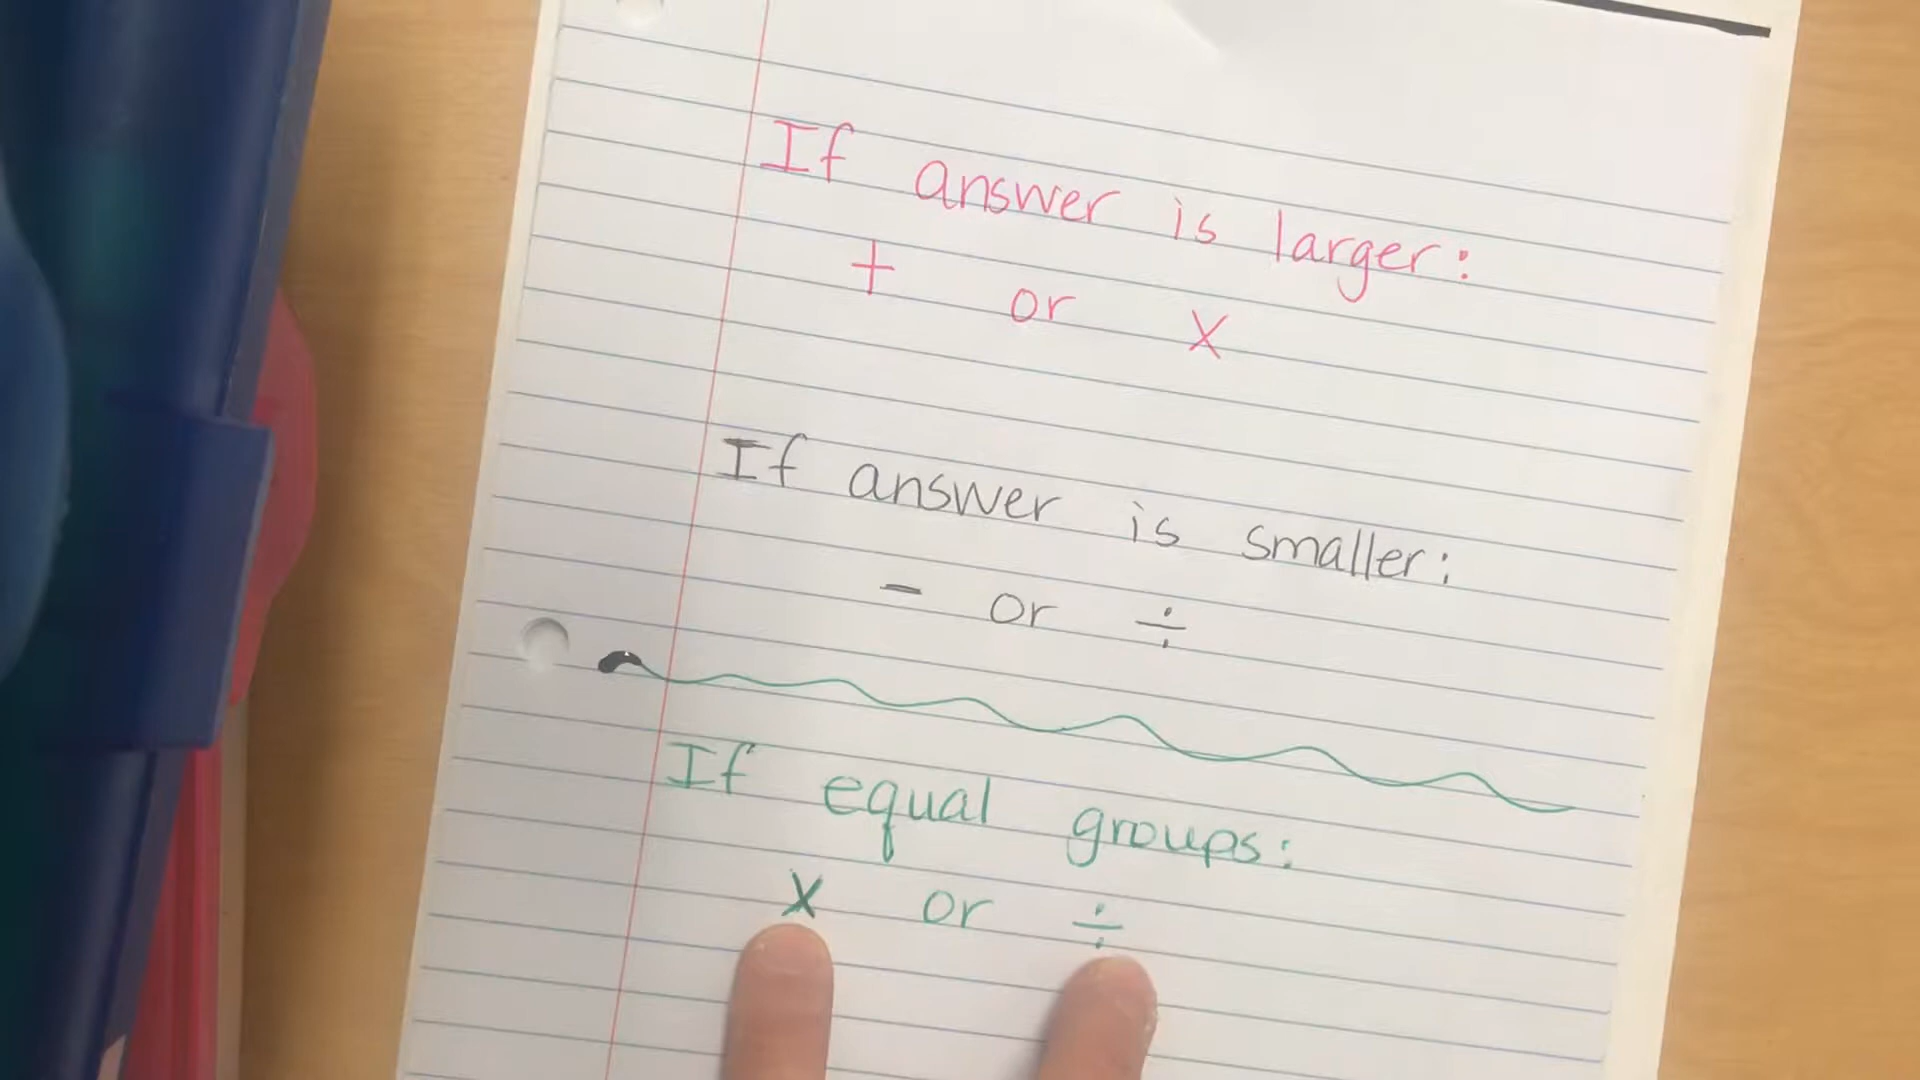 If answer is larger:
+ or x
If answer is smaller:
- or ÷
If equal groups:
x or ÷